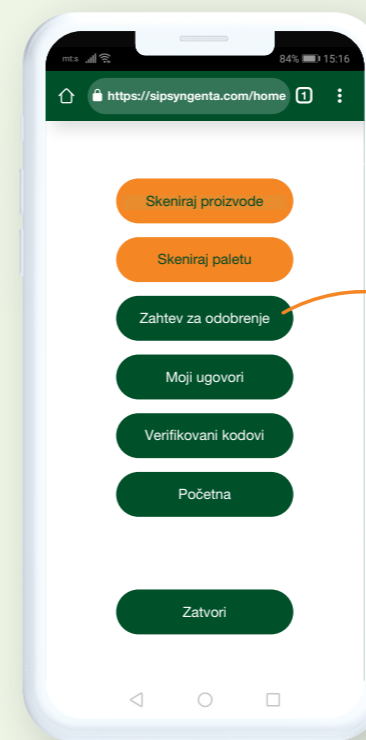 mt:s 84% 15:16
https://sipsyngenta.com/home 1
Skeniraj proizvode
Skeniraj paletu
Zahtev za odobrenje
Moji ugovori
Verifikovani kodovi
Početna
Zatvori